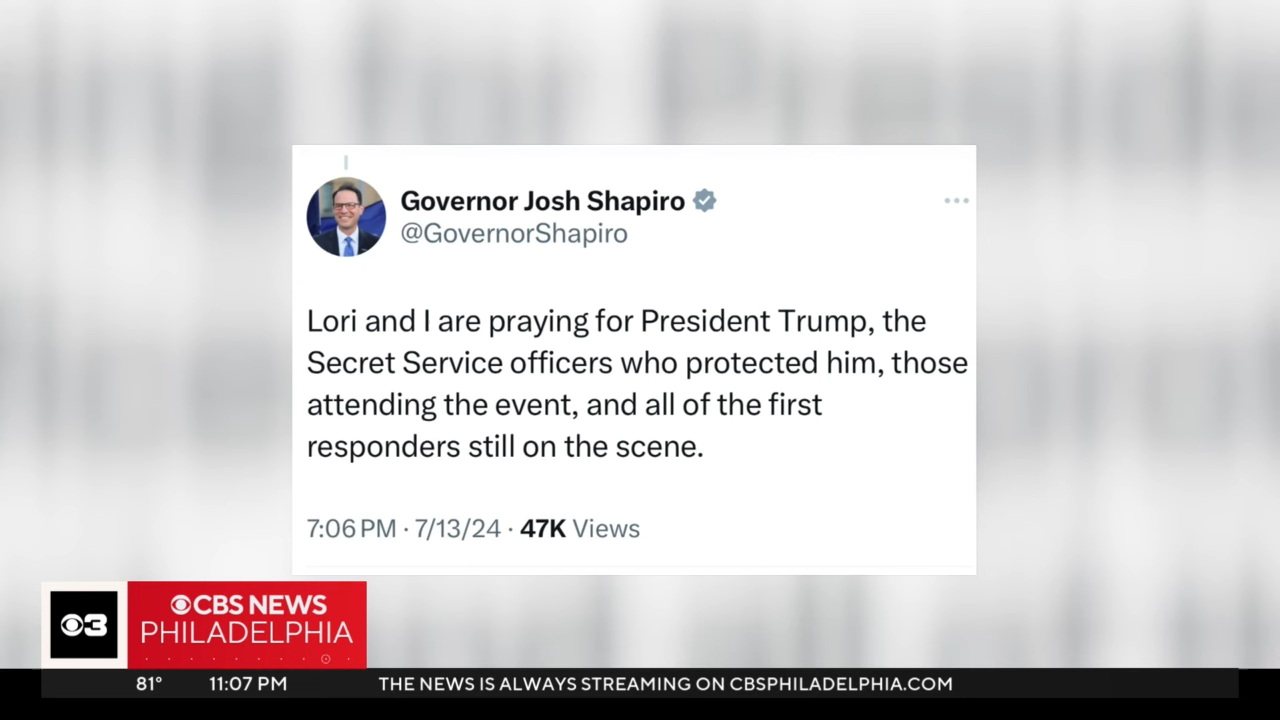 Governor Josh Shapiro
@GovernorShapiro
Lori and I are praying for President Trump, the
Secret Service officers who protected him, those
attending the event, and all of the first
responders still on the scene.
7:06 PM · 7/13/24 · 47K Views
3
CBS NEWS
PHILADELPHIA
81° 11:07 PM THE NEWS IS ALWAYS STREAMING ON CBSPHILADELPHIA.COM